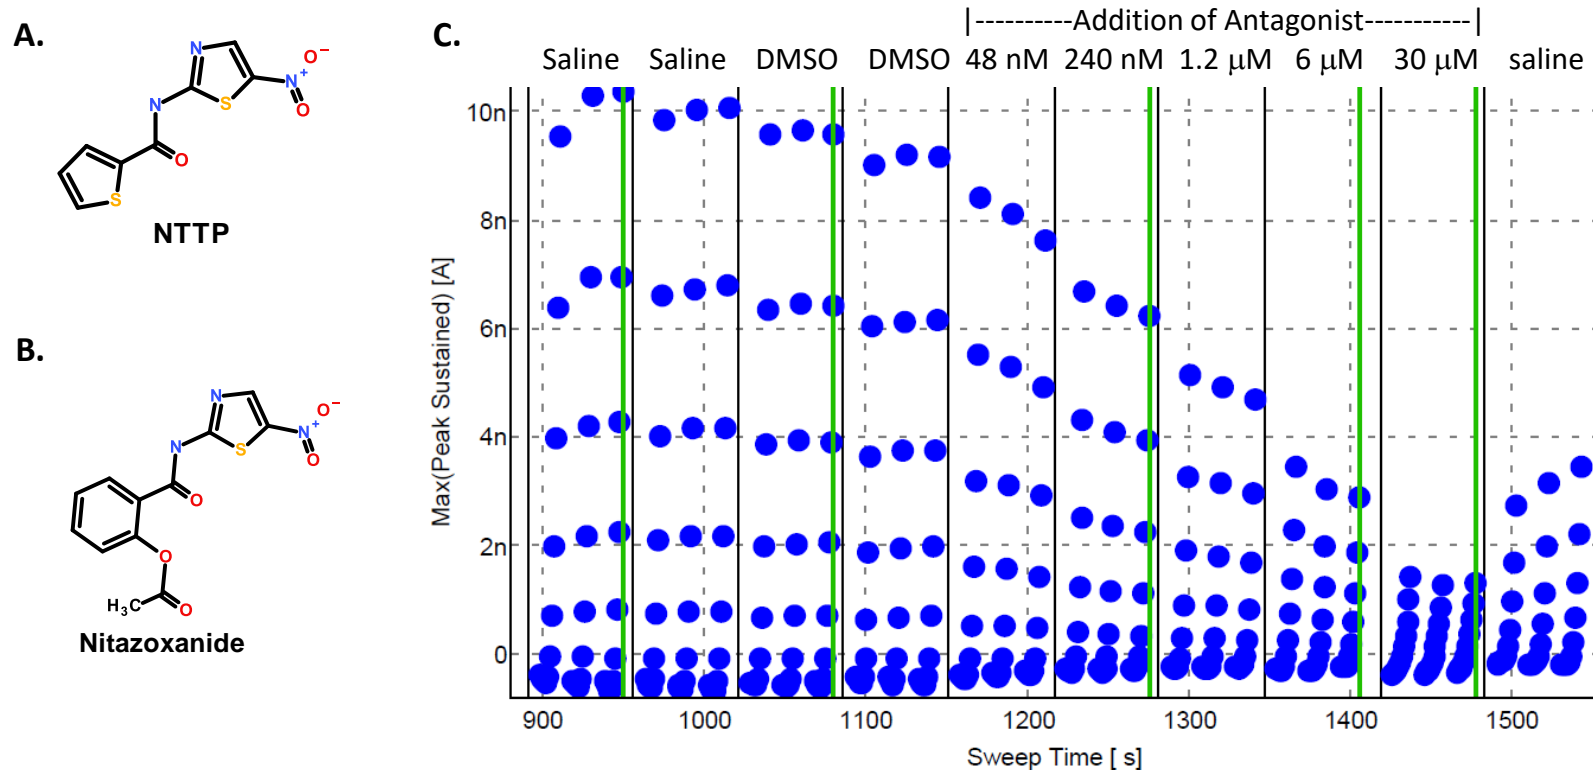 A.
N
S
N
N
+
O
−
O
O
S
NTTP
B.
N
S
N
N
+
O
−
O
O
O
H₃C
O
Nitazoxanide
C.
|----------Addition of Antagonist-----------|
Saline Saline DMSO DMSO 48 nM 240 nM 1.2 μM 6 μM 30 μM saline
Max(Peak Sustained) [A]
10n
8n
6n
4n
2n
0
900 1000 1100 1200 1300 1400 1500
Sweep Time [ s]